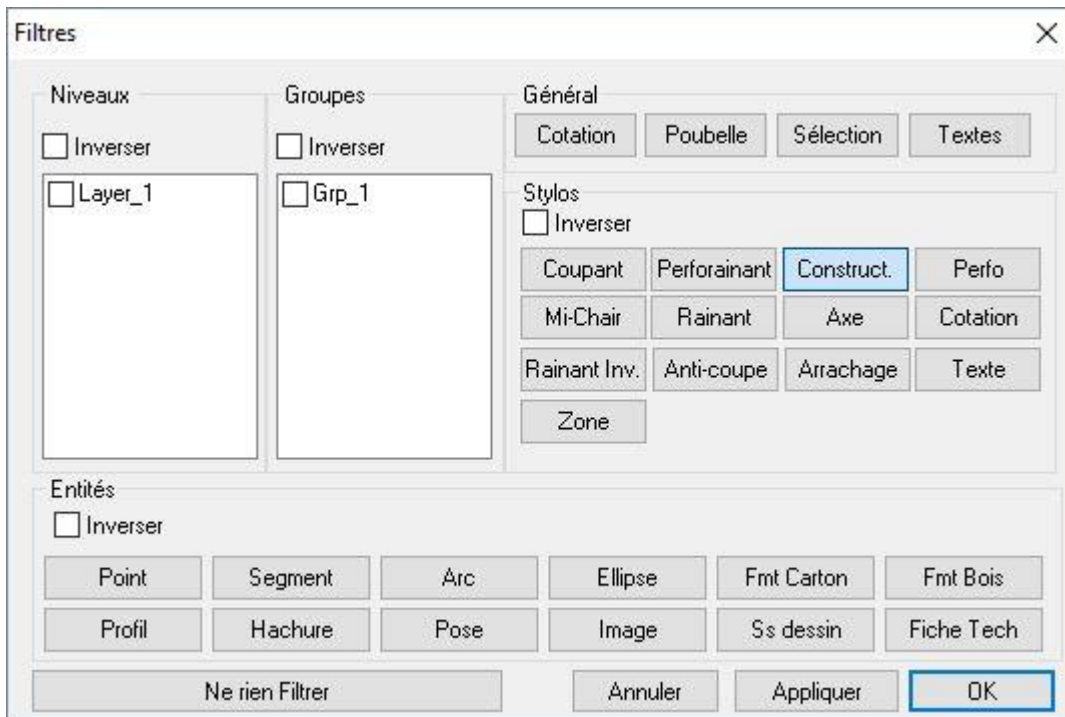 Filtres
Niveaux
Inverser
Layer_1
Groupes
Inverser
Grp_1
Général
Cotation Poubelle Sélection Textes
Stylos
Inverser
Coupant Perforainant Construct. Perfo
Mi-Chair Rainant Axe Cotation
Rainant Inv. Anti-coupe Arrachage Texte
Zone
Entités
Inverser
Point Segment Arc Ellipse Fmt Carton Fmt Bois
Profil Hachure Pose Image Ss dessin Fiche Tech
Ne rien Filtrer Annuler Appliquer OK